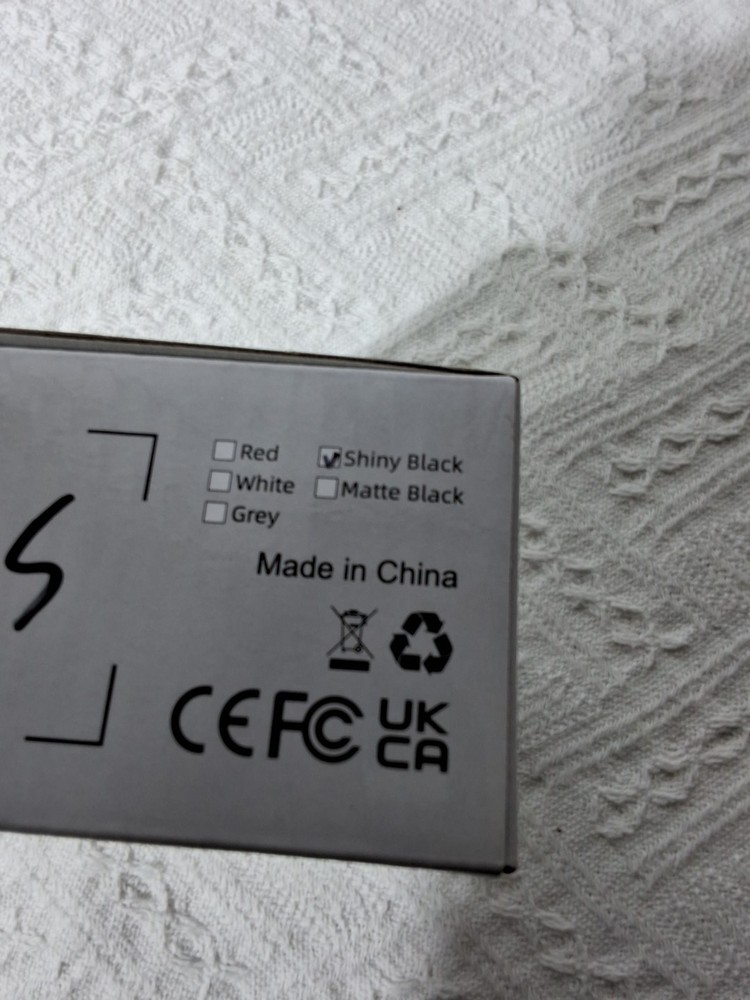 Red
Shiny Black
White
Matte Black
Grey
Made in China
CE FC UK
CA
S